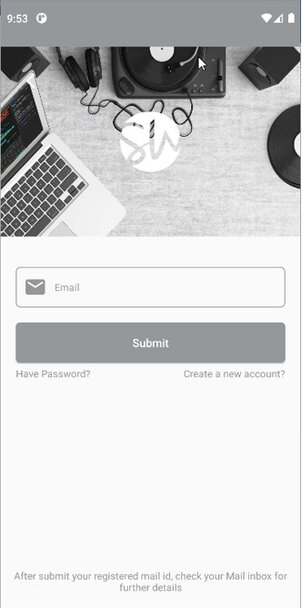 9:53
Email
Submit
Have Password?
Create a new account?
After submit your registered mail id, check your Mail inbox for
further details